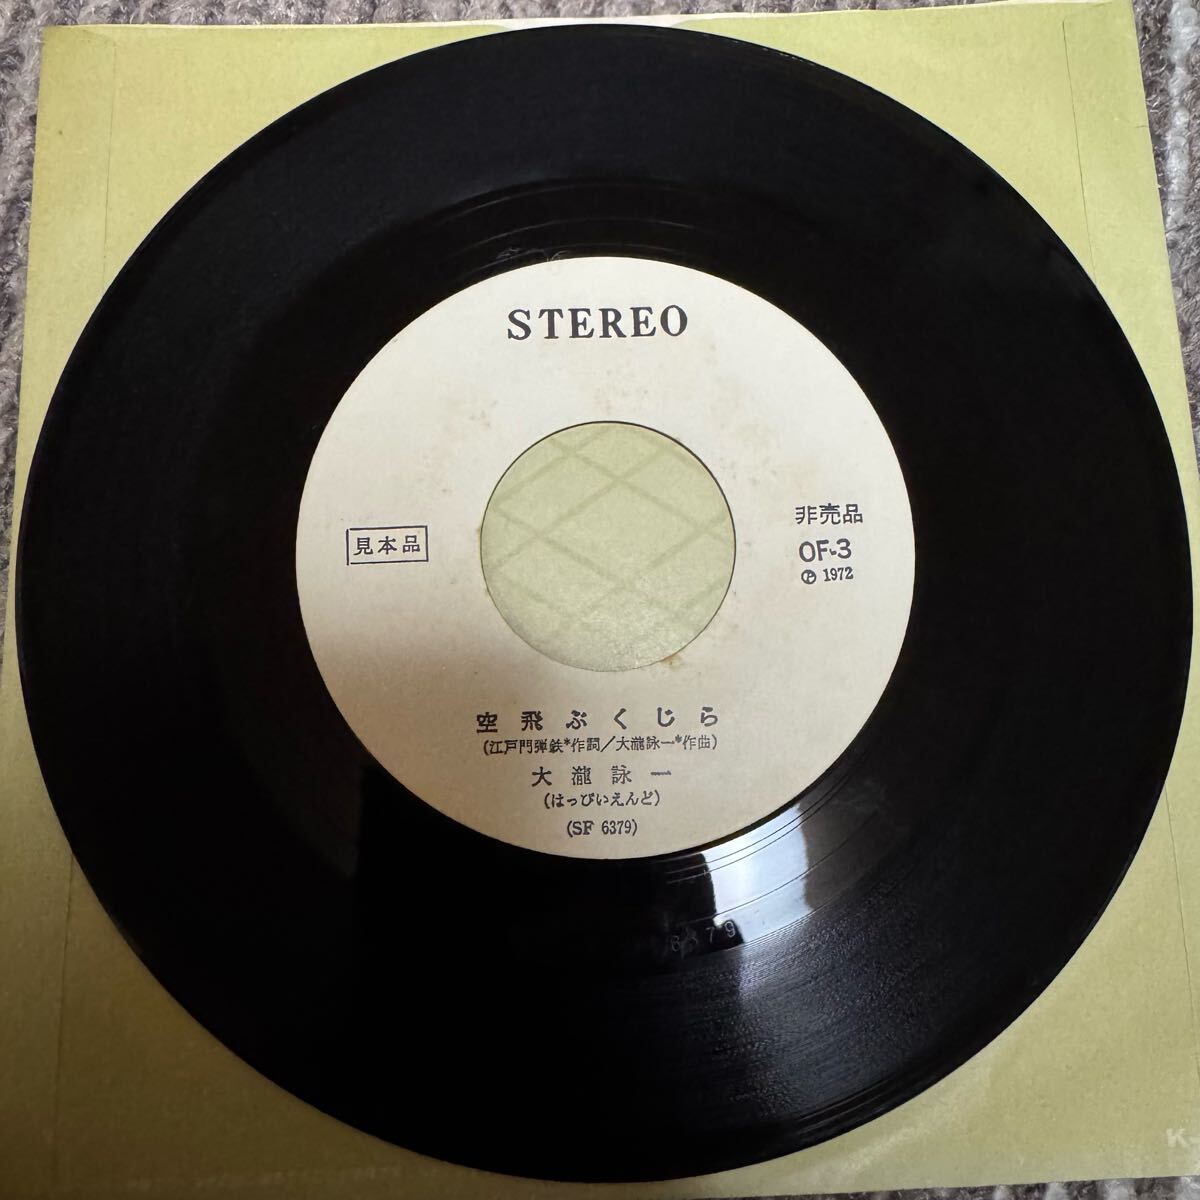 STEREO
見本品
非売品
OF-3
Ⓟ 1972
空飛ぶくじら
(江戸門弾鉄*作詞/大瀧詠一*作曲)
大瀧詠一
(はっぴいえんど)
(SF 6379)
6379